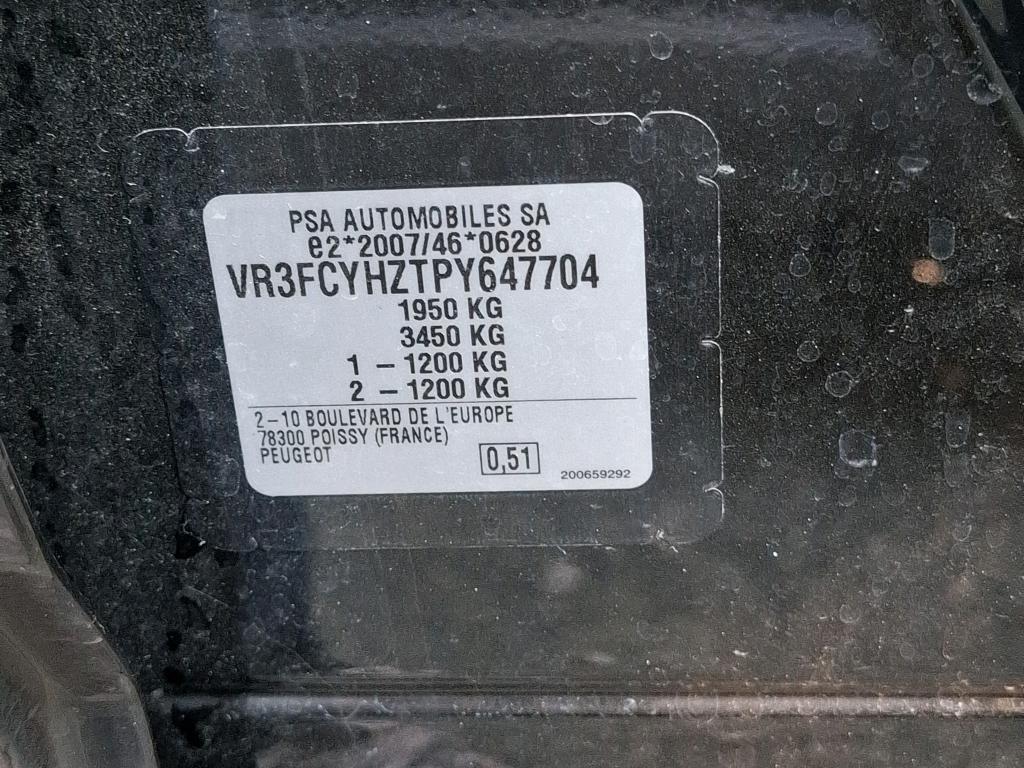 PSA AUTOMOBILES SA
e2*2007/46*0628
VR3FCYHZTPY647704
1950 KG
3450 KG
1 – 1200 KG
2 – 1200 KG
2–10 BOULEVARD DE L'EUROPE
78300 POISSY (FRANCE)
PEUGEOT
0,51
200659292